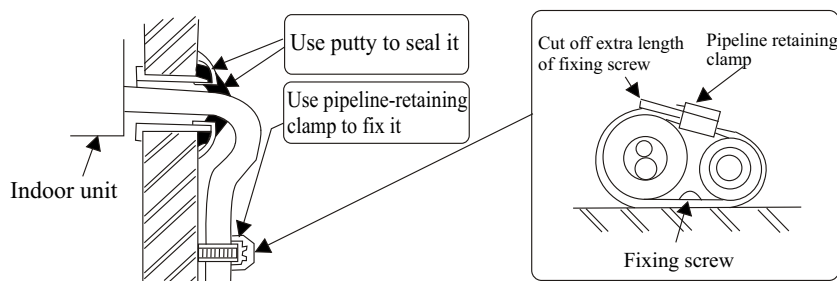 Use putty to seal it
Use pipeline-retaining
clamp to fix it
Indoor unit
Cut off extra length
of fixing screw
Pipeline retaining
clamp
Fixing screw